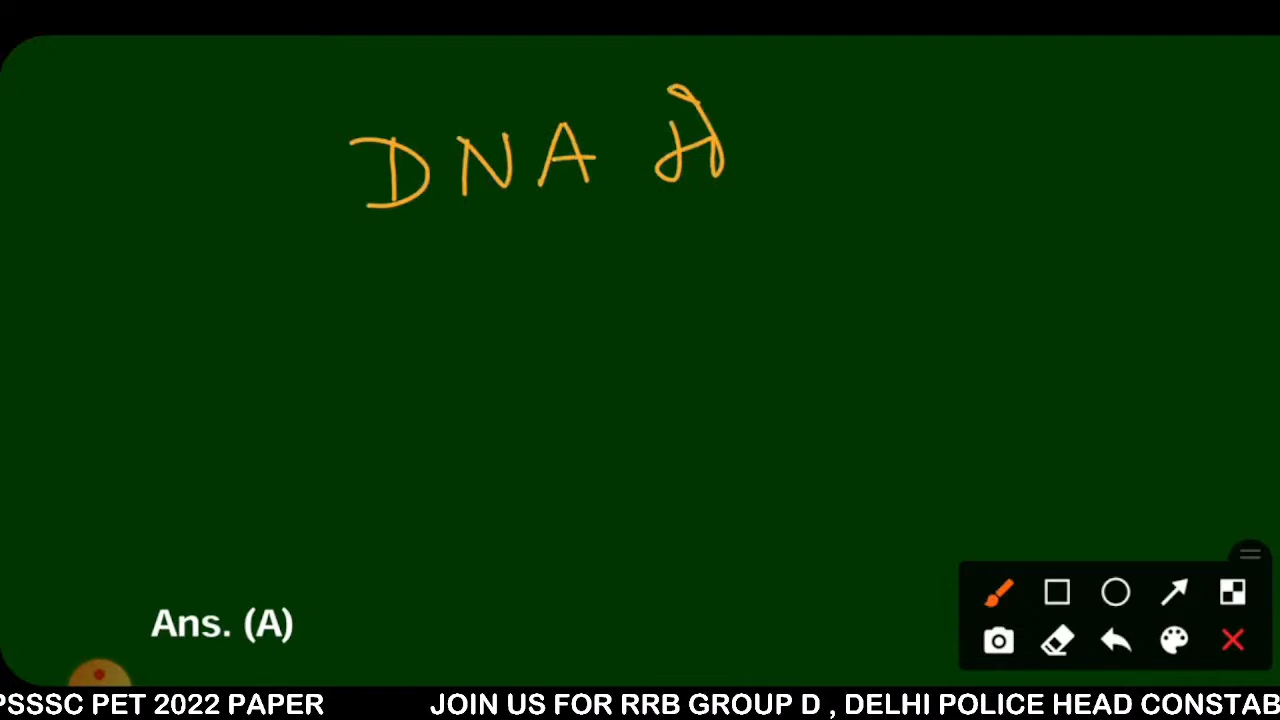 DNA में
Ans. (A)
PSSSC PET 2022 PAPER JOIN US FOR RRB GROUP D , DELHI POLICE HEAD CONSTAB